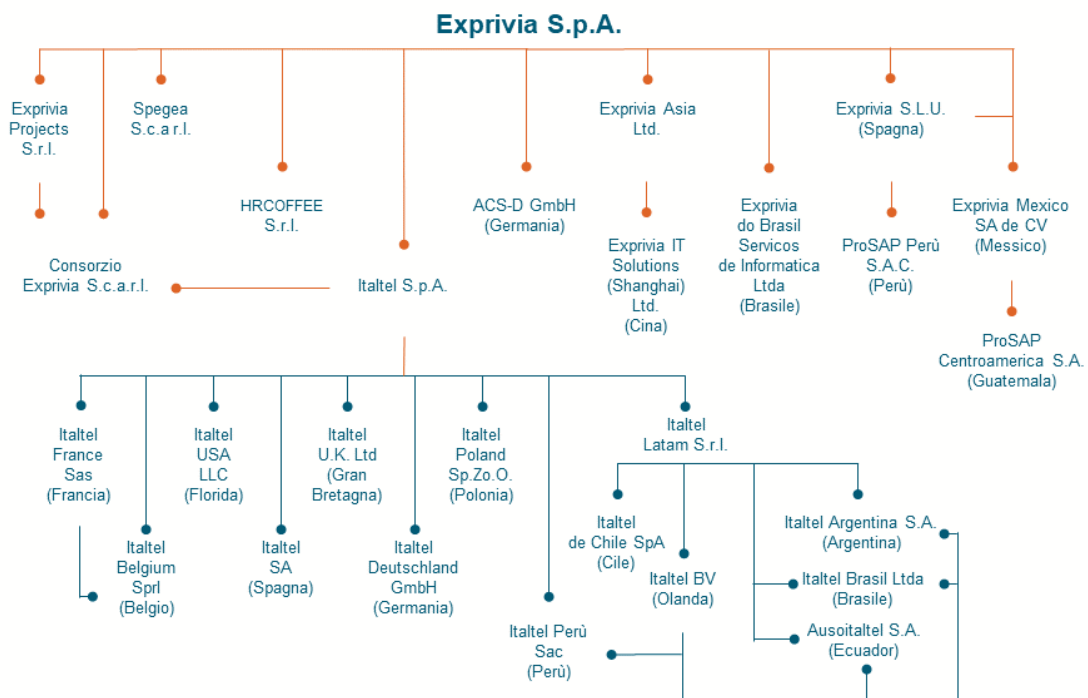 Exprivia S.p.A.
Exprivia
Projects
S.r.l.
Spegea
S.c.a r.l.
Exprivia Asia
Ltd.
Exprivia S.L.U.
(Spagna)
HRCOFFEE
S.r.l.
ACS-D GmbH
(Germania)
Exprivia
do Brasil
Servicos
de Informatica
Ltda
(Brasile)
Exprivia Mexico
SA de CV
(Messico)
Consorzio
Exprivia S.c.a.r.l.
Italtel S.p.A.
Exprivia IT
Solutions
(Shanghai)
Ltd.
(Cina)
ProSAP Perù
S.A.C.
(Perù)
ProSAP
Centroamerica S.A.
(Guatemala)
Italtel
France
Sas
(Francia)
Italtel
USA
LLC
(Florida)
Italtel
U.K. Ltd
(Gran
Bretagna)
Italtel
Poland
Sp.Zo.O.
(Polonia)
Italtel
Latam S.r.l.
Italtel
Belgium
Sprl
(Belgio)
Italtel
SA
(Spagna)
Italtel
Deutschland
GmbH
(Germania)
Italtel
de Chile SpA
(Cile)
Italtel Argentina S.A.
(Argentina)
Italtel BV
(Olanda)
Italtel Brasil Ltda
(Brasile)
Italtel Perù
Sac
(Perù)
Ausoitaltel S.A.
(Ecuador)